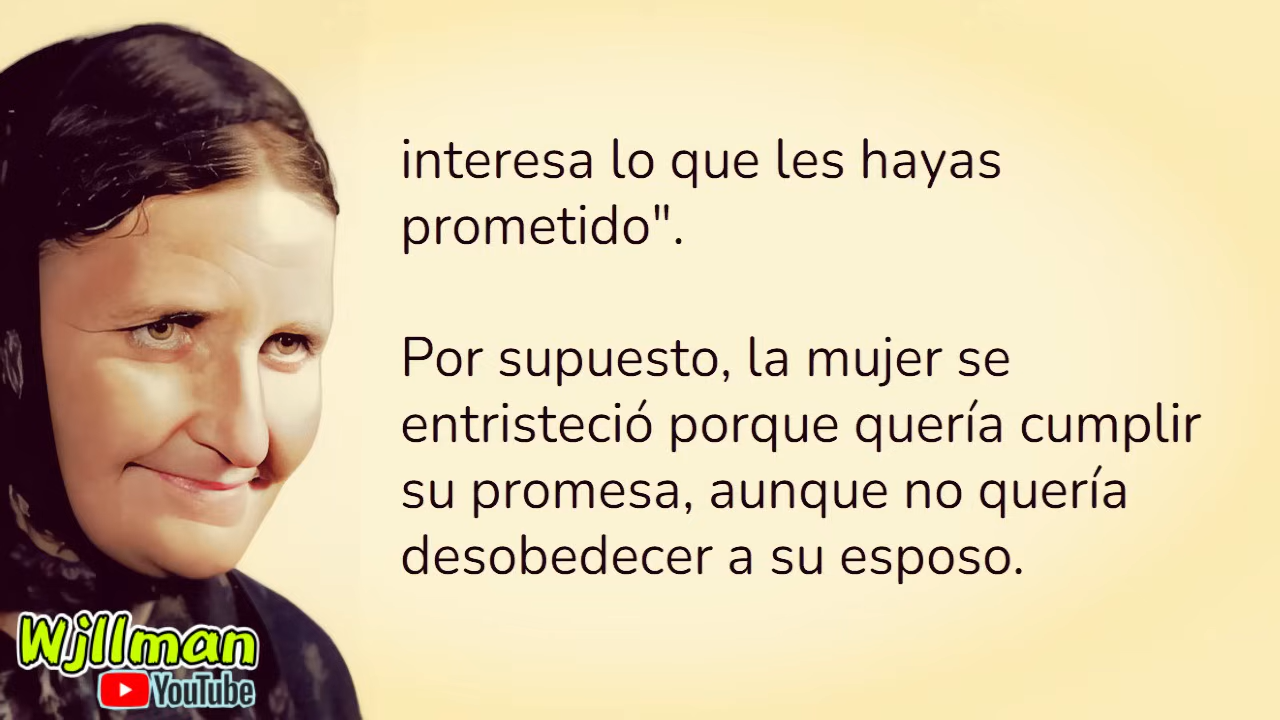 interesa lo que les hayas
prometido".
Por supuesto, la mujer se
entristeció porque quería cumplir
su promesa, aunque no quería
desobedecer a su esposo.
Wjllman
YouTube